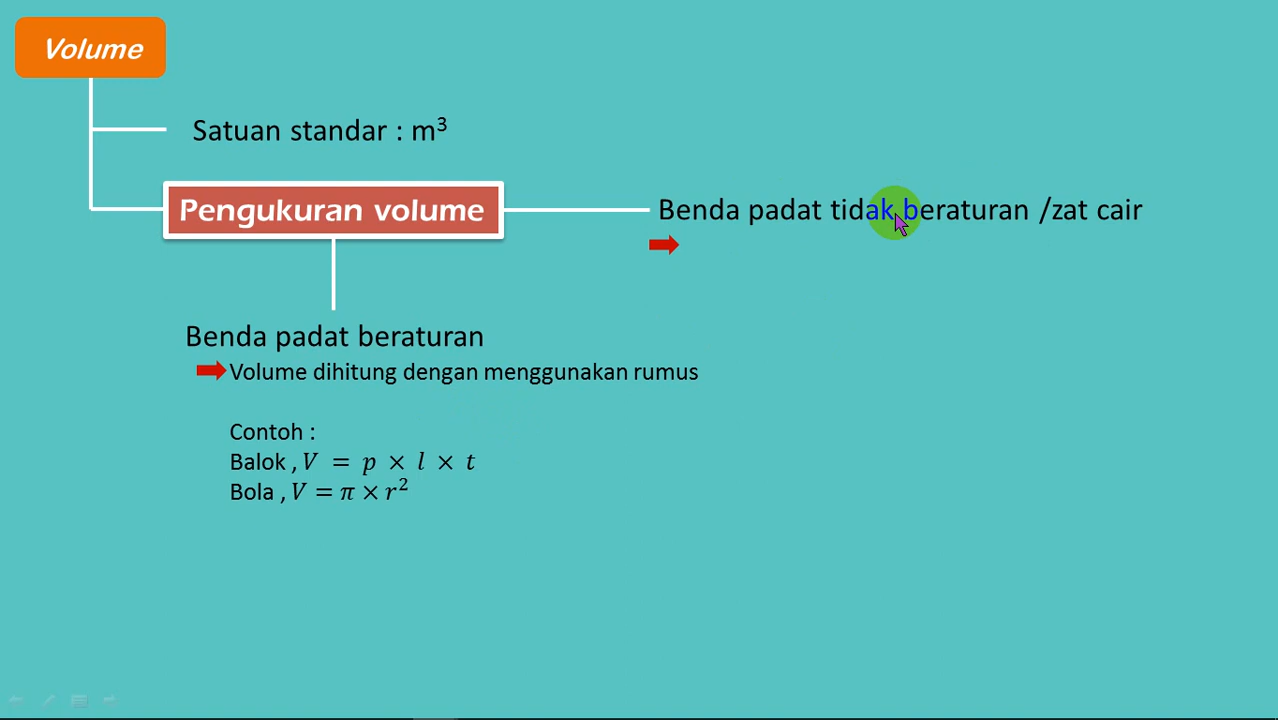 Volume
Satuan standar : m³
Pengukuran volume
Benda padat tidak beraturan /zat cair
Benda padat beraturan
Volume dihitung dengan menggunakan rumus
Contoh :
Balok , V = p × l × t
Bola , V = π × r²